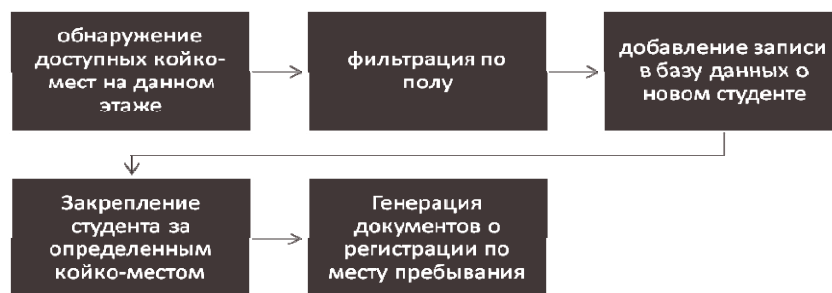 обнаружение
доступных койко-
мест на данном
этаже
фильтрация по
полу
добавление записи
в базу данных о
новом студенте
Закрепление
студента за
определенным
койко-местом
Генерация
документов о
регистрации по
месту пребывания